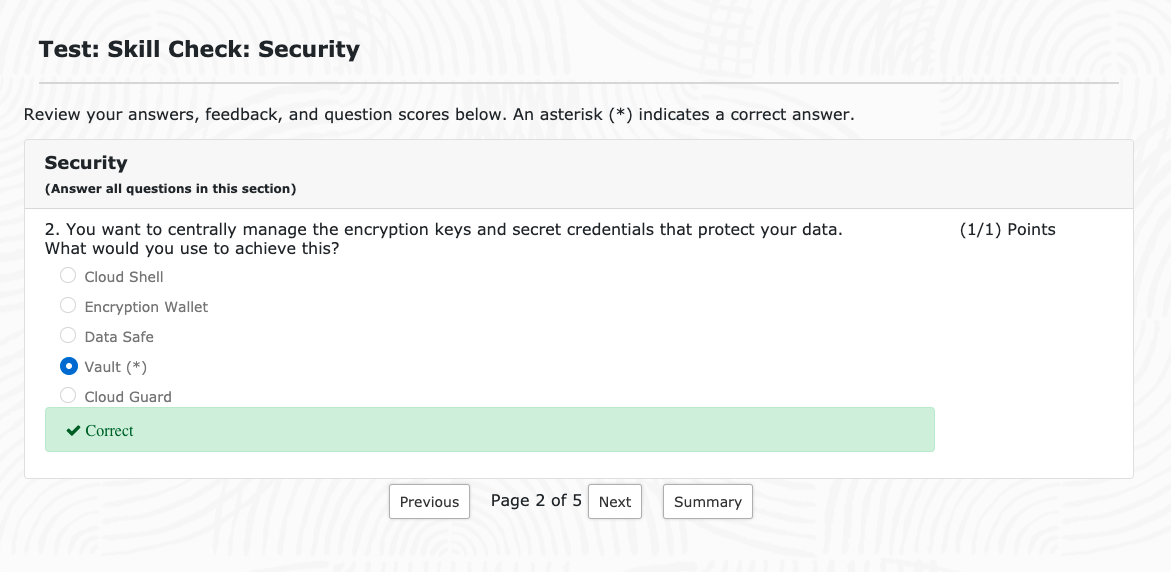 Test: Skill Check: Security
Review your answers, feedback, and question scores below. An asterisk (*) indicates a correct answer.
Security
(Answer all questions in this section)
2. You want to centrally manage the encryption keys and secret credentials that protect your data. (1/1) Points
What would you use to achieve this?
Cloud Shell
Encryption Wallet
Data Safe
Vault (*)
Cloud Guard
Correct
Previous Page 2 of 5 Next Summary